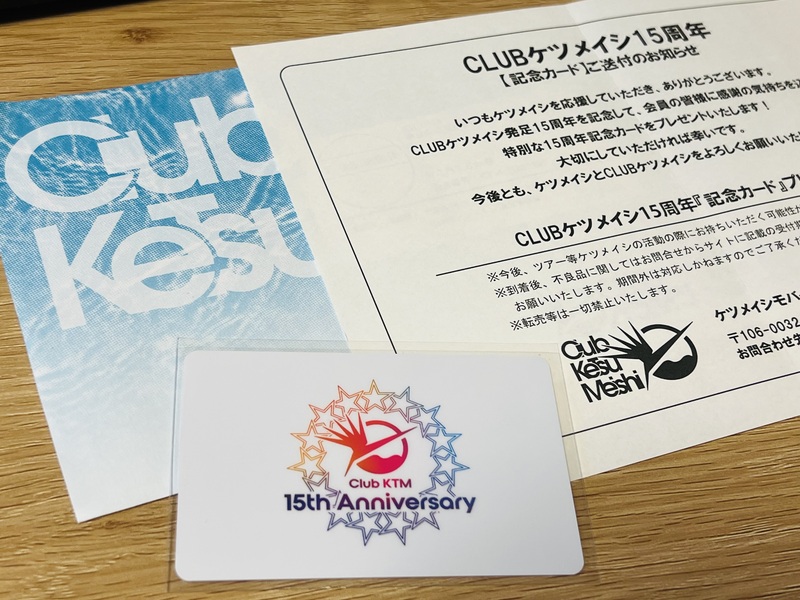 Club
Ketsu
CLUBケツメイシ15周年
【記念カード】ご送付のお知らせ
いつもケツメイシを応援していただき、ありがとうございます。
CLUBケツメイシ発足15周年を記念して、会員の皆様に感謝の気持ちを込
特別な15周年記念カードをプレゼントいたします！
大切にしていただければ幸いです。
今後とも、ケツメイシとCLUBケツメイシをよろしくお願いいた
CLUBケツメイシ15周年『記念カード』プ
※今後、ツアー等ケツメイシの活動の際にお持ちいただく可能性が
※到着後、不良品に関してはお問合せからサイトに記載の受付期
お願いいたします。期間外は対応しかねますのでご了承くだ
※転売等は一切禁止いたします。
ケツメイシモバ
〒106-0032
お問合わせ先
Club
Ketsu
Meishi
Club KTM
15th Anniversary